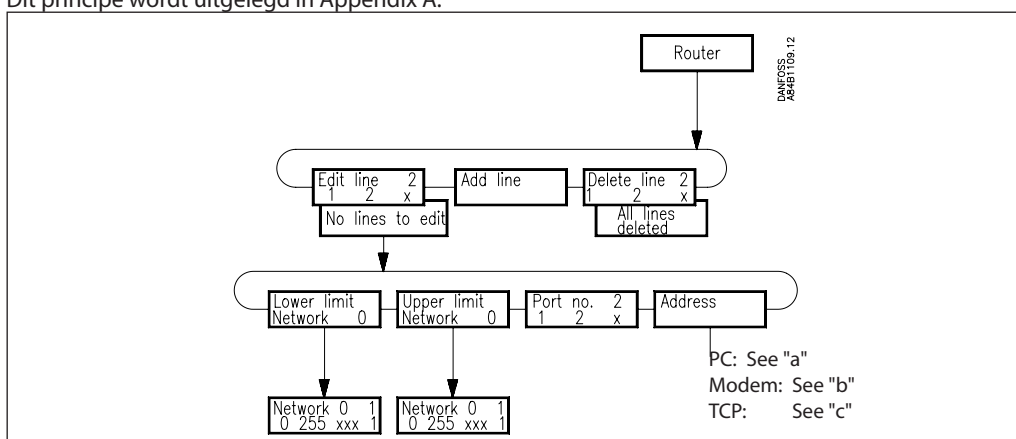 Dit principe wordt uitgelegd in Appendix A.
Router
DANFOSS
A84B1109.12
Edit line 2
1 2 x
No lines to edit
Add line
Delete line 2
1 2 x
All lines
deleted
Lower limit
Network 0
Upper limit
Network 0
Port no. 2
1 2 x
Address
PC: See "a"
Modem: See "b"
TCP: See "c"
Network 0 1
0 255 xxx 1
Network 0 1
0 255 xxx 1